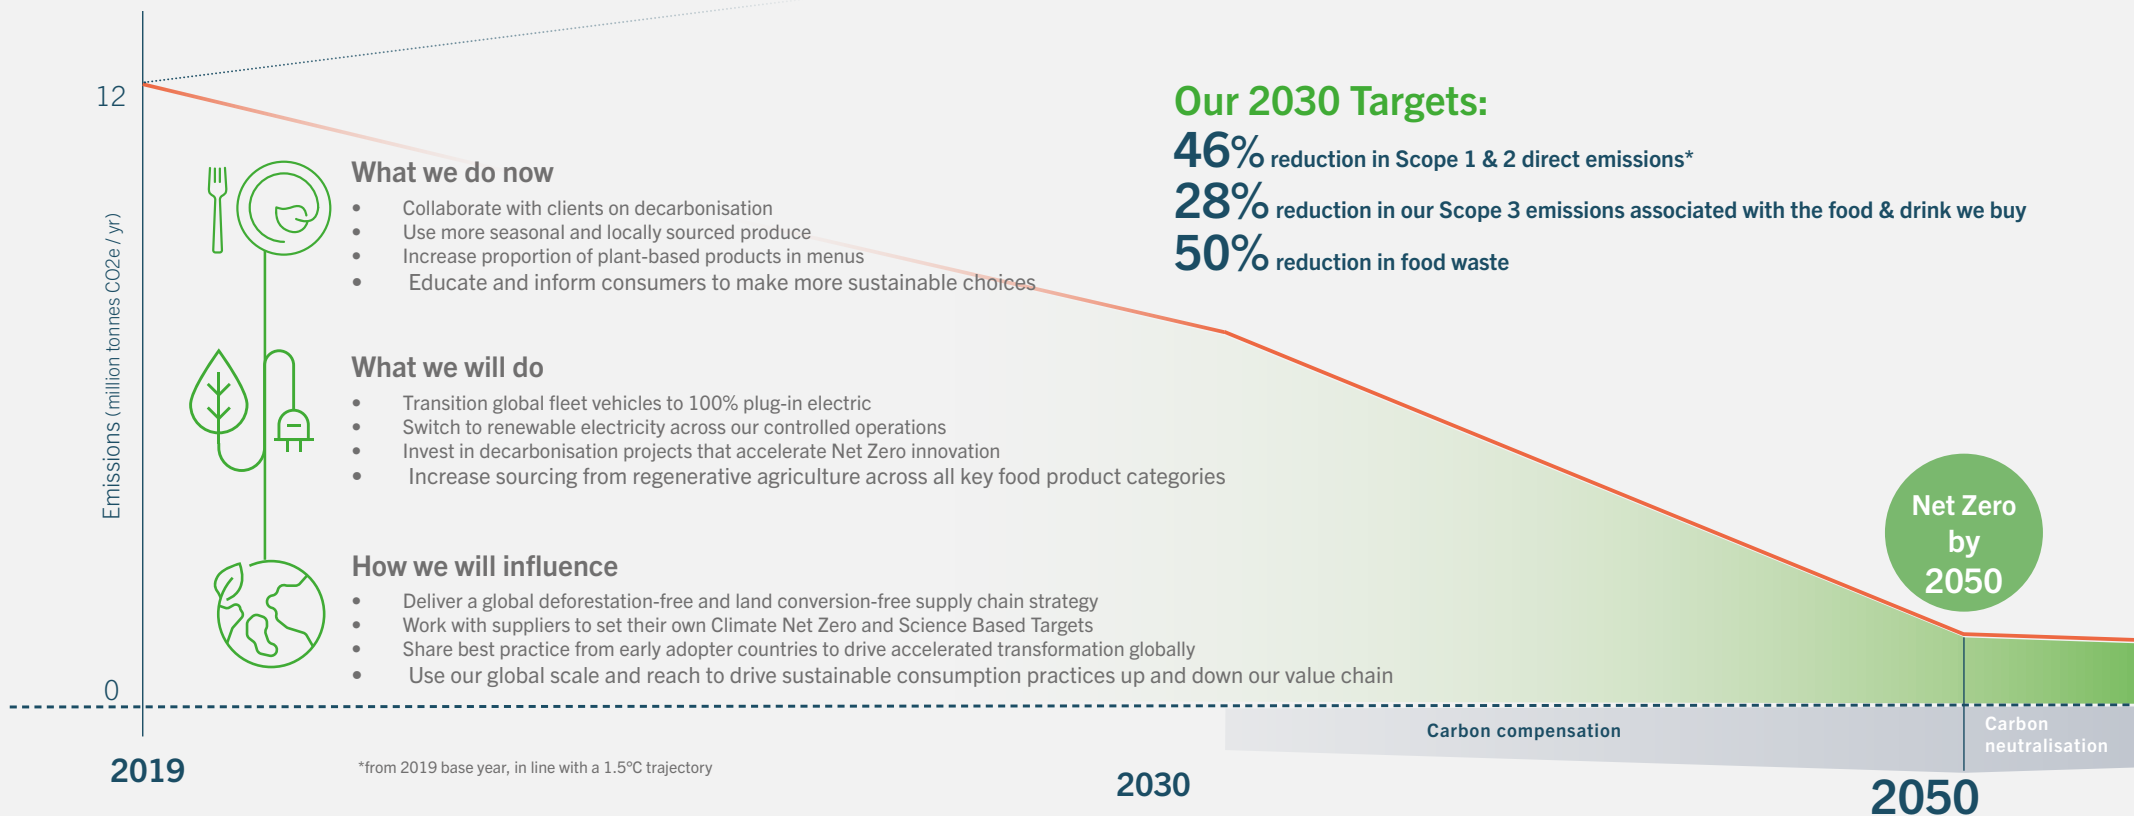 12
Emissions (million tonnes CO2e / yr)
0
What we do now
• Collaborate with clients on decarbonisation
• Use more seasonal and locally sourced produce
• Increase proportion of plant-based products in menus
• Educate and inform consumers to make more sustainable choices
What we will do
• Transition global fleet vehicles to 100% plug-in electric
• Switch to renewable electricity across our controlled operations
• Invest in decarbonisation projects that accelerate Net Zero innovation
• Increase sourcing from regenerative agriculture across all key food product categories
How we will influence
• Deliver a global deforestation-free and land conversion-free supply chain strategy
• Work with suppliers to set their own Climate Net Zero and Science Based Targets
• Share best practice from early adopter countries to drive accelerated transformation globally
• Use our global scale and reach to drive sustainable consumption practices up and down our value chain
Our 2030 Targets:
46% reduction in Scope 1 & 2 direct emissions*
28% reduction in our Scope 3 emissions associated with the food & drink we buy
50% reduction in food waste
Net Zero
by
2050
Carbon compensation
Carbon
neutralisation
2019
*from 2019 base year, in line with a 1.5°C trajectory
2030
2050